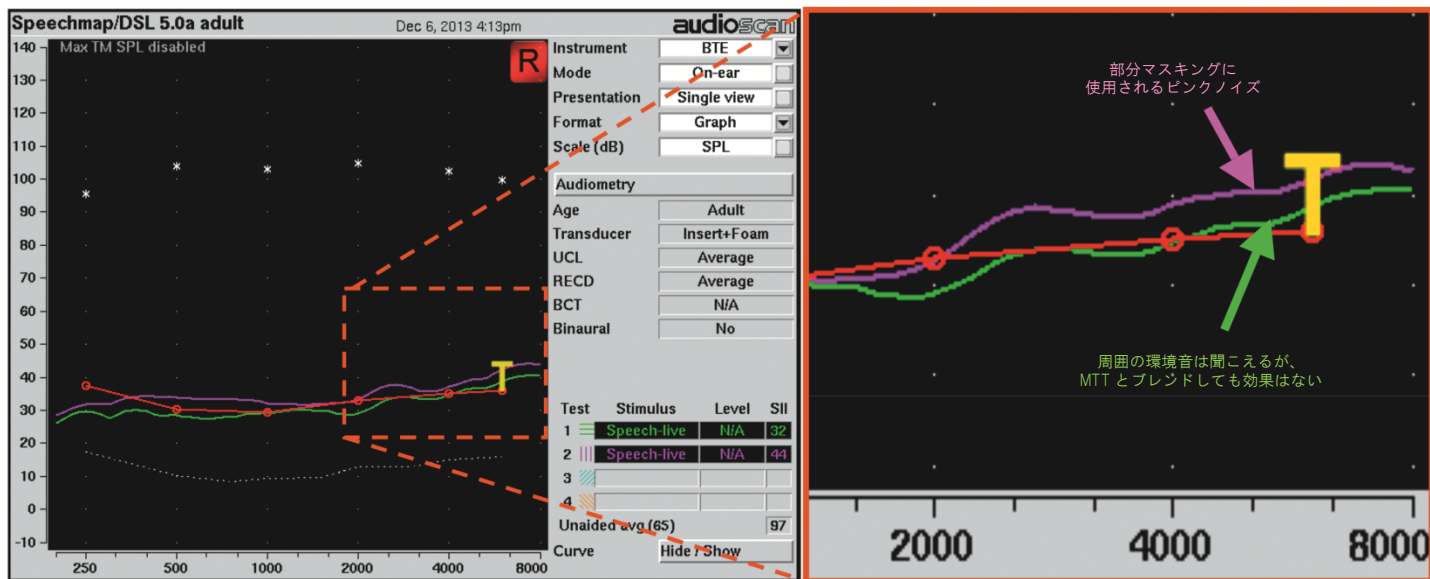 Speechmap/DSL 5.0a adult
Dec 6, 2013 4:13pm
audioscan
Max TM SPL disabled
R
140
130
120
110
100
90
80
70
60
50
40
30
20
10
0
-10
250 500 1000 2000 4000 8000
T
Instrument BTE
Mode On-ear
Presentation Single view
Format Graph
Scale (dB) SPL
Audiometry
Age Adult
Transducer Insert+Foam
UCL Average
RECD Average
BCT N/A
Binaural No
Test Stimulus Level SII
1 Speech-live N/A 32
2 Speech-live N/A 44
3
4
Unaided avg (65) 97
Curve Hide / Show
部分マスキングに
使用されるピンクノイズ
T
周囲の環境音は聞こえるが、
MTT とブレンドしても効果はない
2000 4000 8000